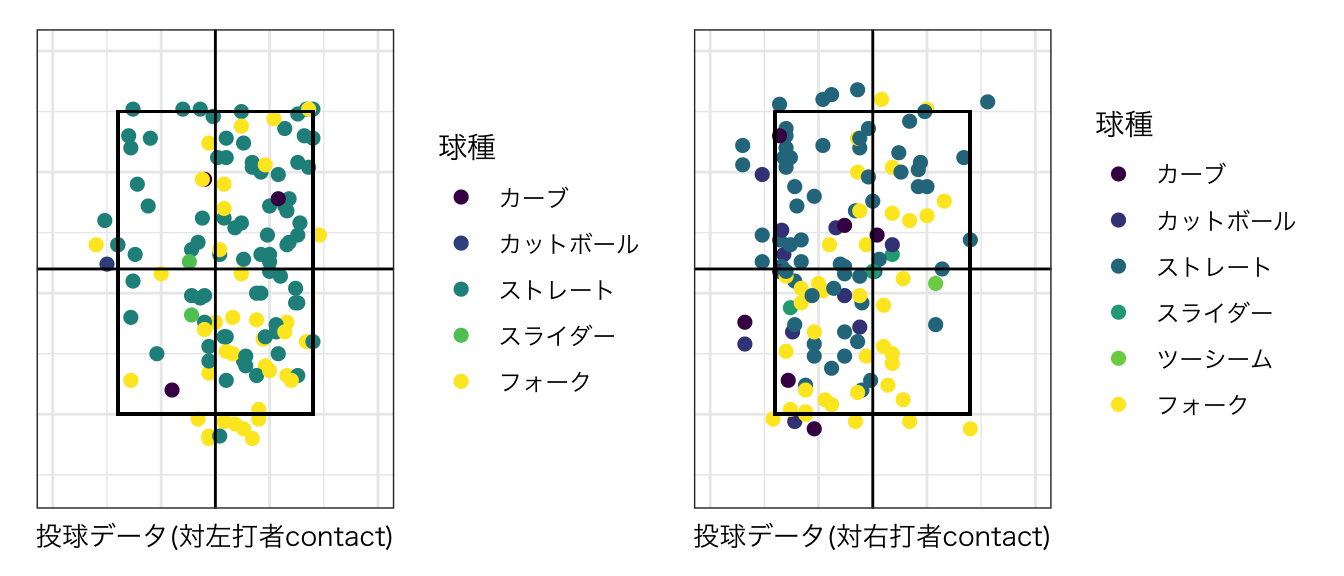 球種
カーブ
カットボール
ストレート
スライダー
フォーク
投球データ(対左打者contact)
球種
カーブ
カットボール
ストレート
スライダー
ツーシーム
フォーク
投球データ(対右打者contact)